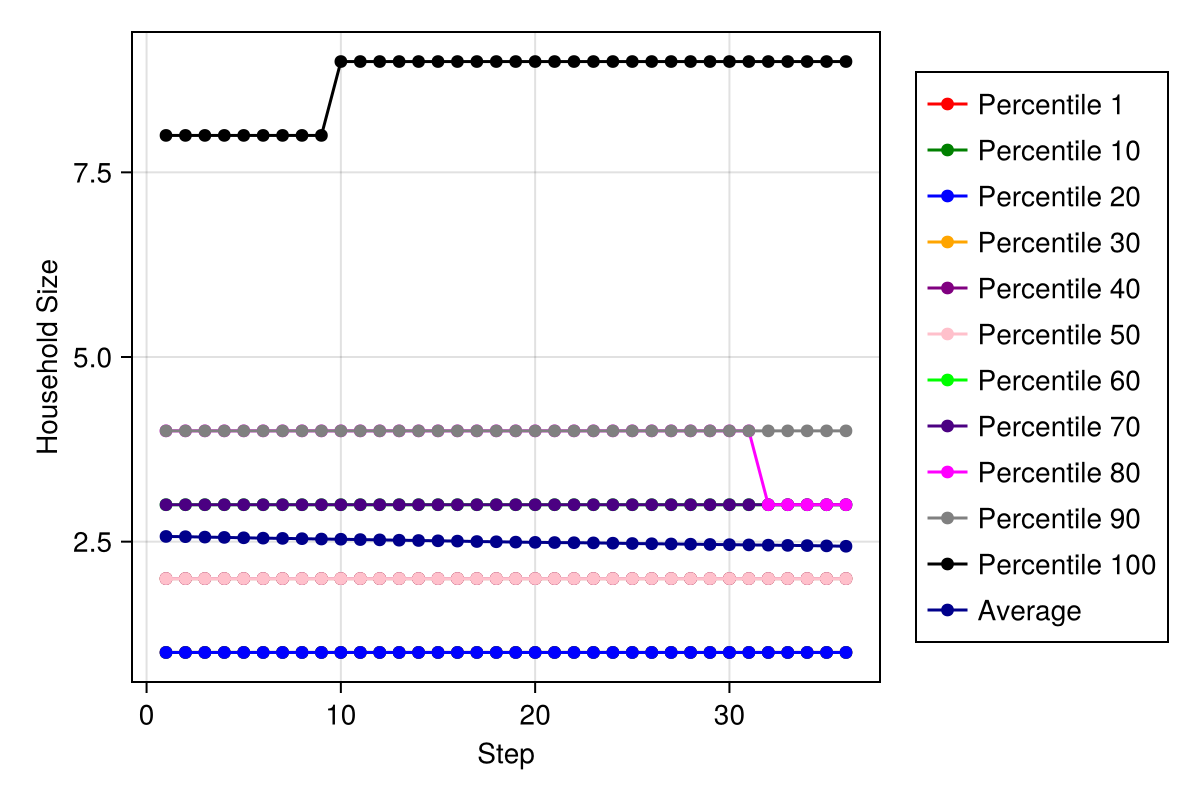 7.5
5.0
2.5
Household Size
0 10 20 30
Step
Percentile 1
Percentile 10
Percentile 20
Percentile 30
Percentile 40
Percentile 50
Percentile 60
Percentile 70
Percentile 80
Percentile 90
Percentile 100
Average